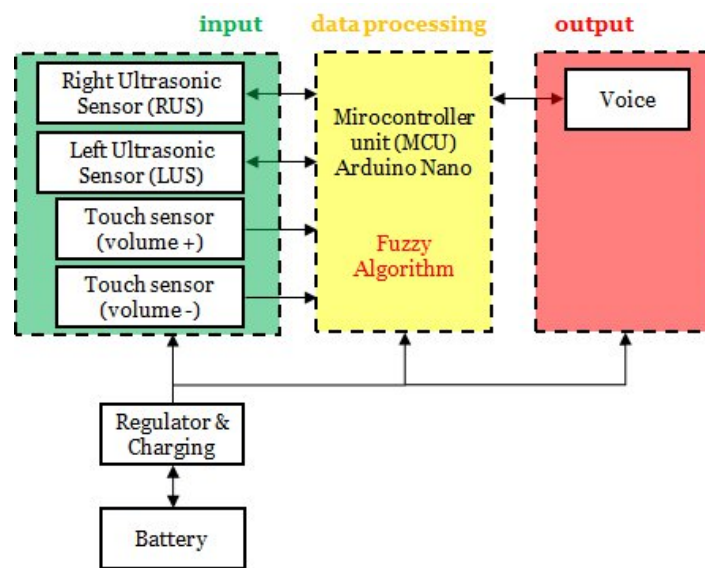 input
data processing
output
Right Ultrasonic
Sensor (RUS)
Left Ultrasonic
Sensor (LUS)
Touch sensor
(volume +)
Touch sensor
(volume -)
Mirocontroller
unit (MCU)
Arduino Nano
Fuzzy
Algorithm
Voice
Regulator &
Charging
Battery